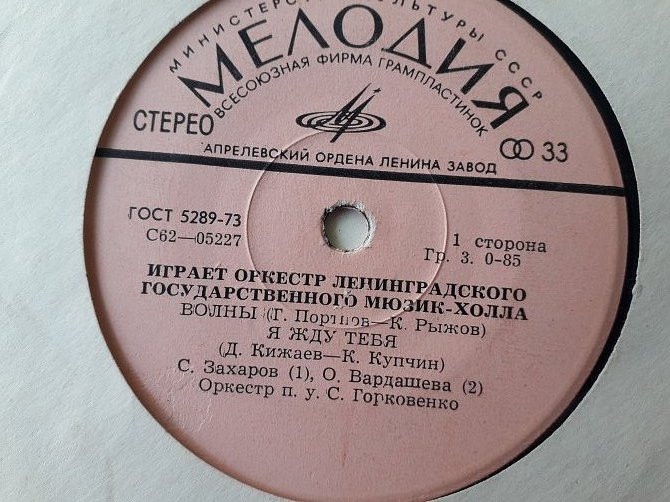 МИНИСТЕРСТВО КУЛЬТУРЫ СССР
МЕЛОДИЯ
ВСЕСОЮЗНАЯ ФИРМА ГРАМПЛАСТИНОК
СТЕРЕО
33
АПРЕЛЕВСКИЙ ОРДЕНА ЛЕНИНА ЗАВОД
ГОСТ 5289-73
С62—05227
1 сторона
Гр. 3. 0-85
ИГРАЕТ ОРКЕСТР ЛЕНИНГРАДСКОГО
ГОСУДАРСТВЕННОГО МЮЗИК-ХОЛЛА
ВОЛНЫ (Г. Портнов—К. Рыжов)
Я ЖДУ ТЕБЯ
(Д. Кижаев—К. Купчин)
С. Захаров (1), О. Вардашева (2)
Оркестр п. у. С. Горковенко